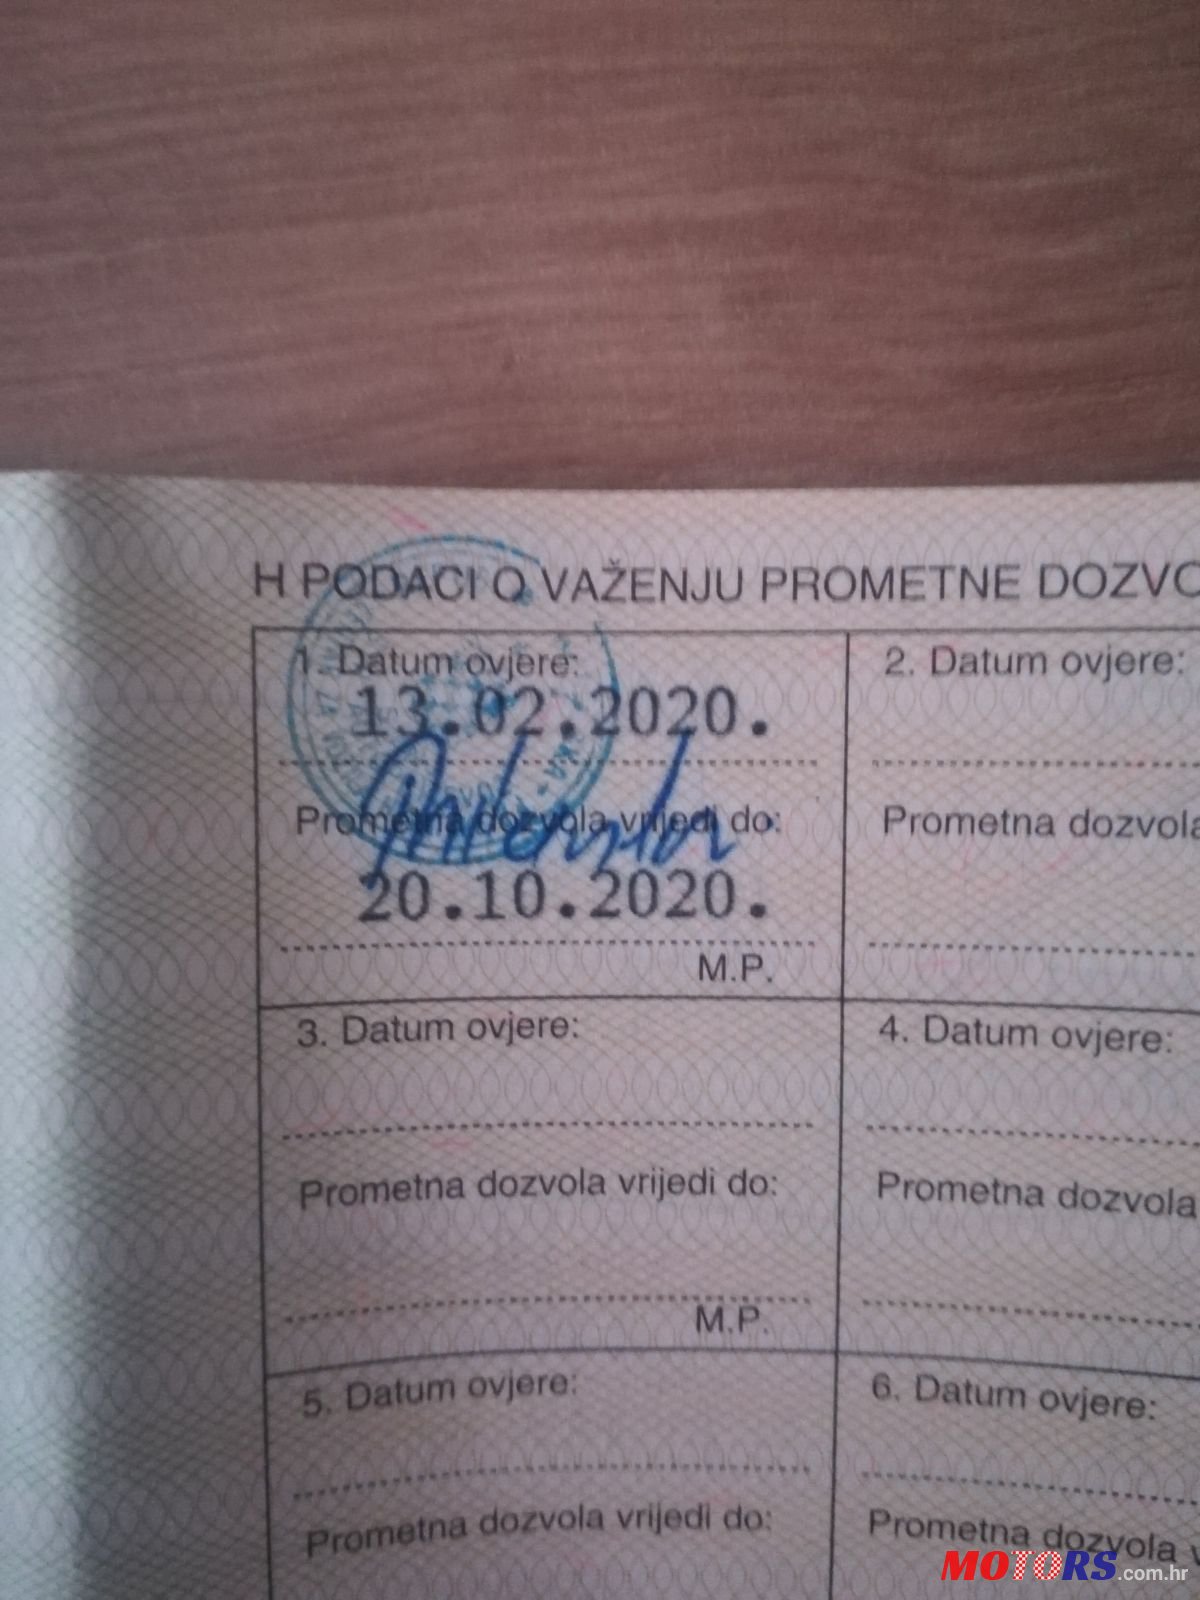 H PODACI O VAŽENJU PROMETNE DOZVO
1. Datum ovjere:
13.02.2020.
Prometna dozvola vrijedi do:
20.10.2020.
M.P.
2. Datum ovjere:
Prometna dozvola
3. Datum ovjere:
Prometna dozvola vrijedi do:
M.P.
4. Datum ovjere:
Prometna dozvola
5. Datum ovjere:
Prometna dozvola vrijedi do:
6. Datum ovjere:
Prometna dozvola v
MOTORS.com.hr